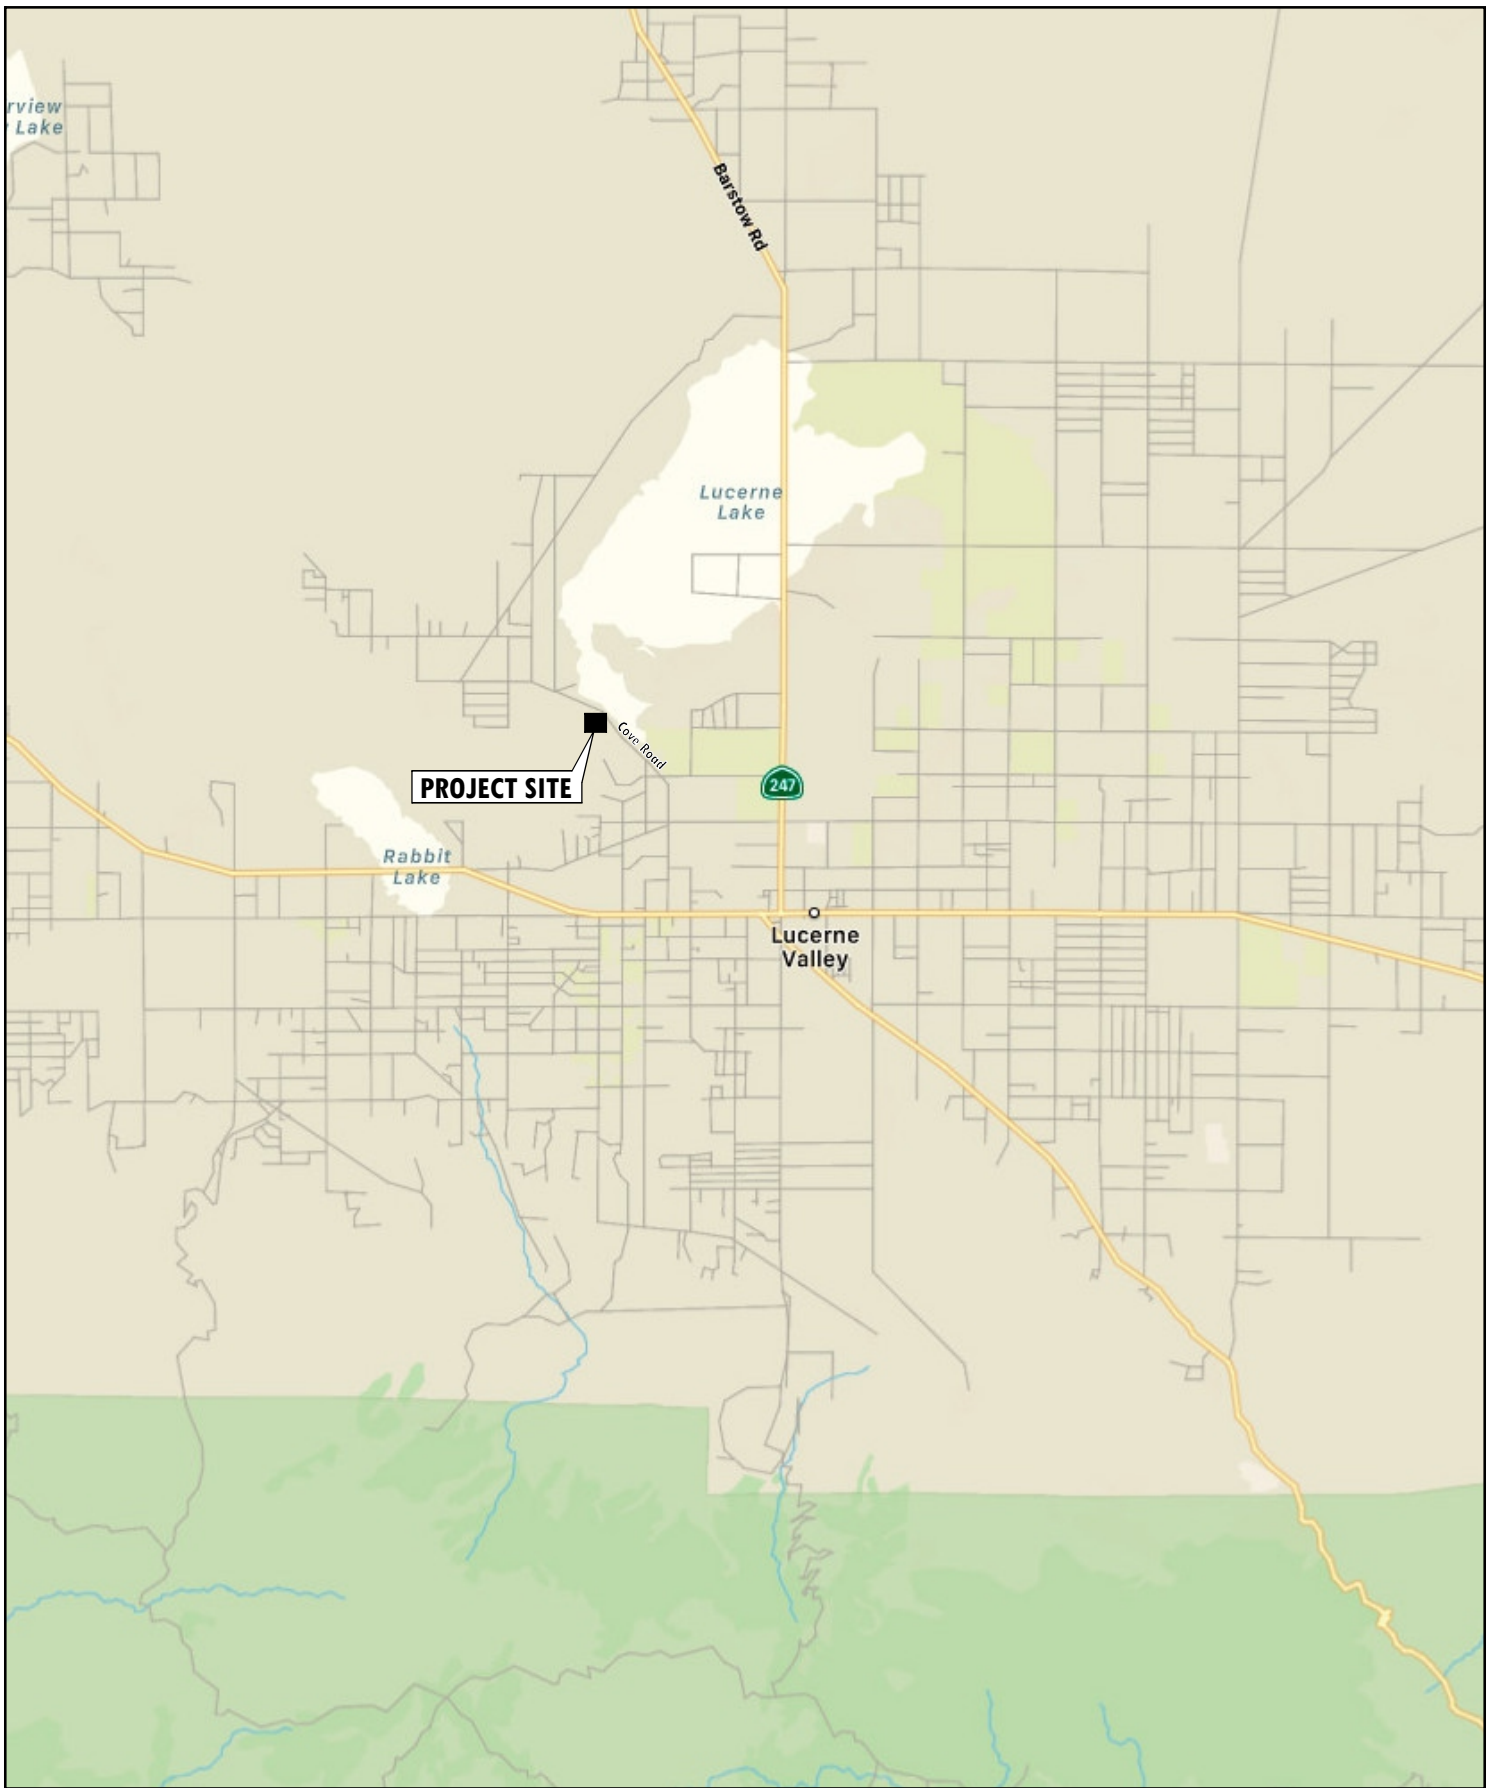 rview
Lake
Barstow Rd
Lucerne
Lake
Cove Road
PROJECT SITE
247
Rabbit
Lake
Lucerne
Valley